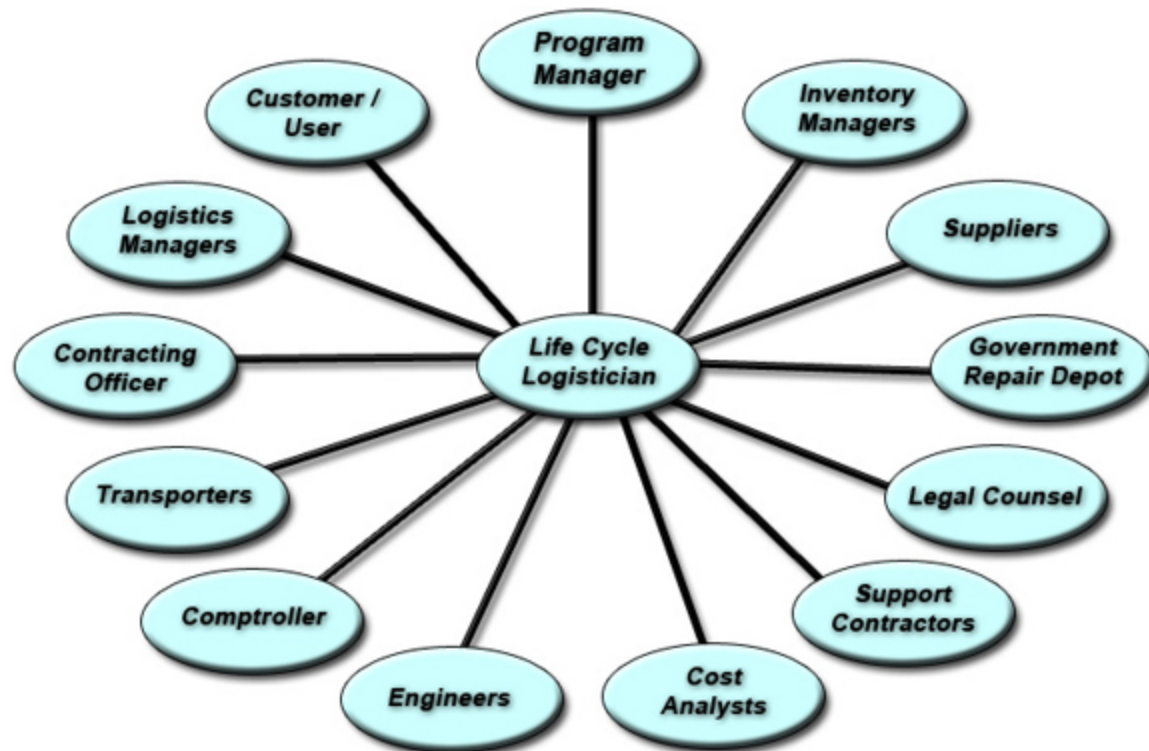 Program
Manager
Customer /
User
Inventory
Managers
Logistics
Managers
Suppliers
Life Cycle
Logistician
Contracting
Officer
Government
Repair Depot
Transporters
Legal Counsel
Comptroller
Support
Contractors
Engineers
Cost
Analysts